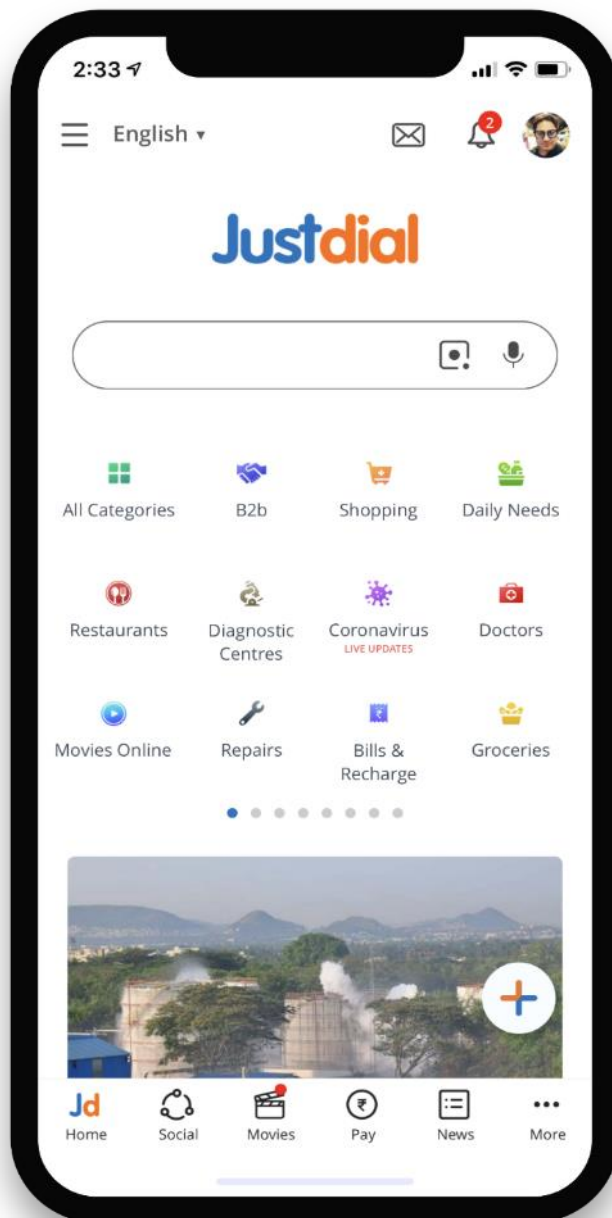 2:33
English
2
Justdial
All Categories
B2b
Shopping
Daily Needs
Restaurants
Diagnostic
Centres
Coronavirus
LIVE UPDATES
Doctors
Movies Online
Repairs
Bills &
Recharge
Groceries
Jd
Home
Social
Movies
₹
Pay
News
More